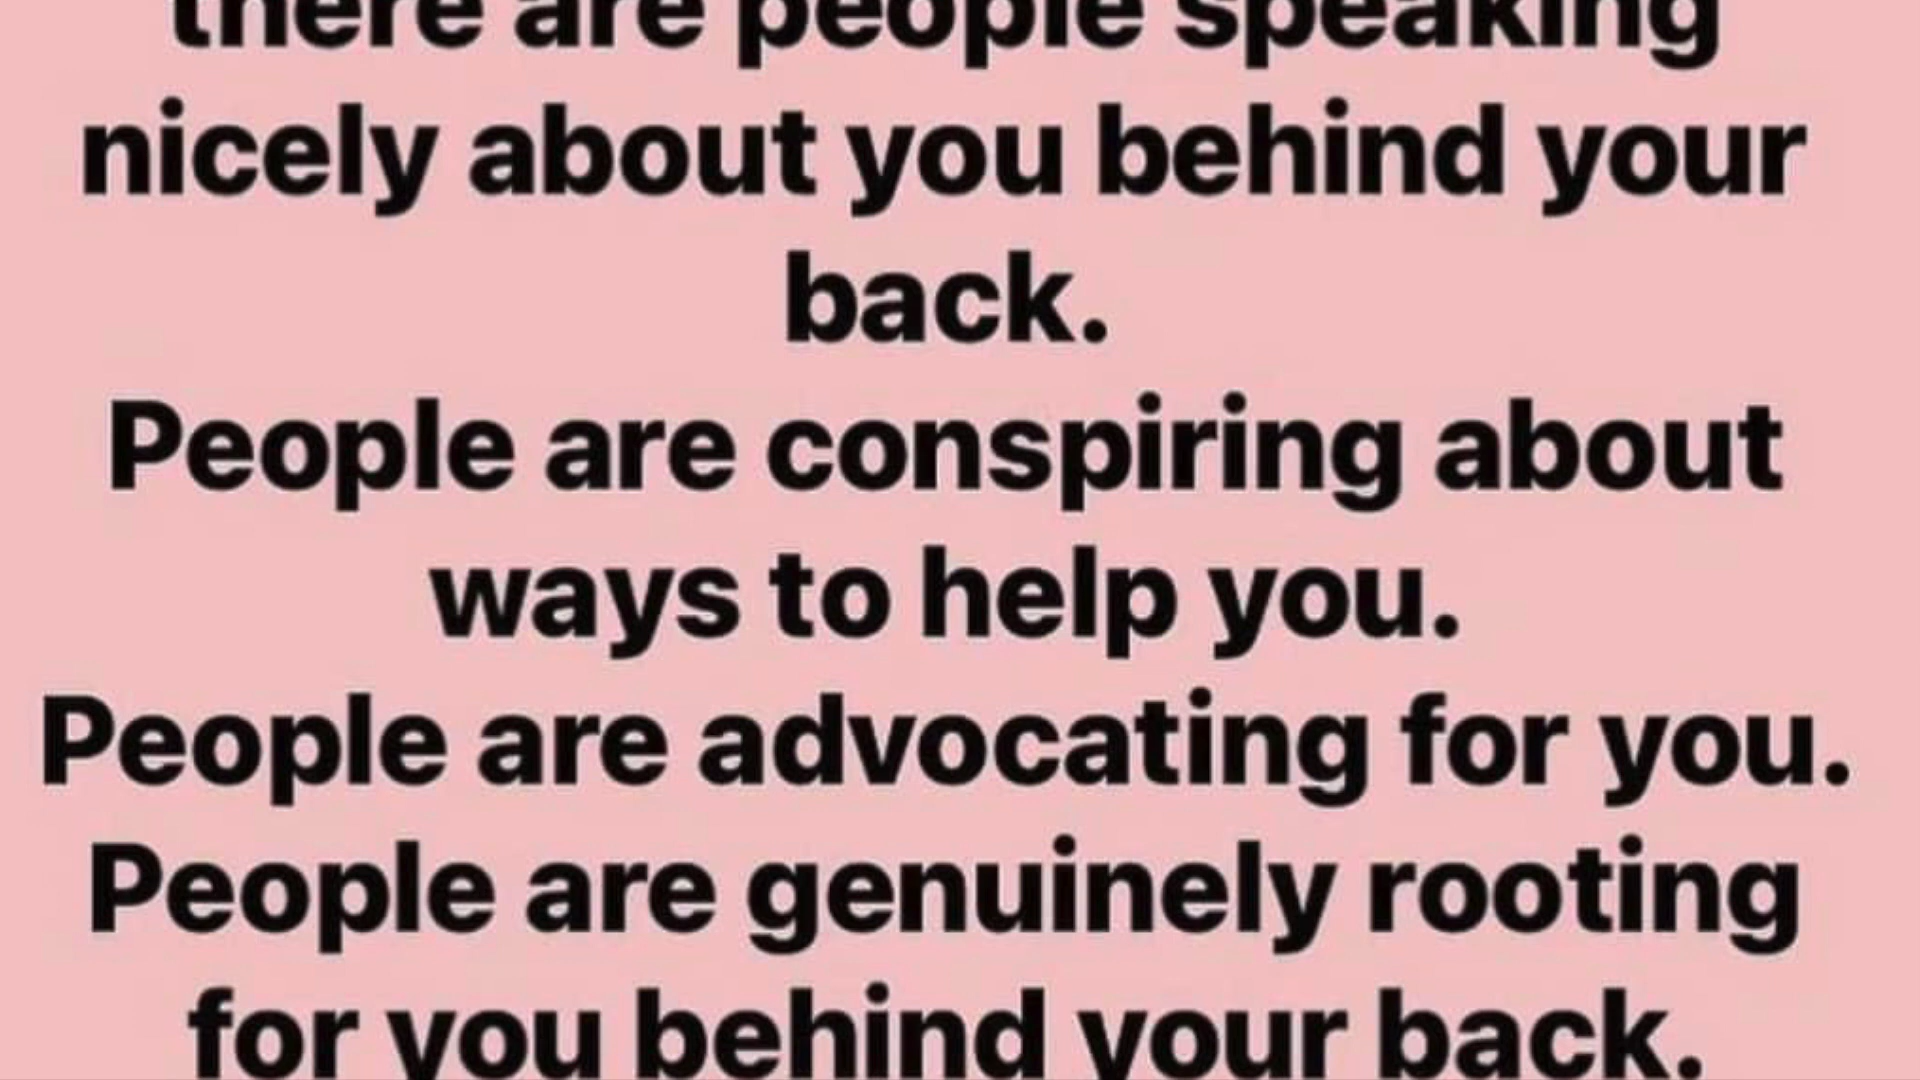 there are people speaking
nicely about you behind your
back.
People are conspiring about
ways to help you.
People are advocating for you.
People are genuinely rooting
for you behind your back.